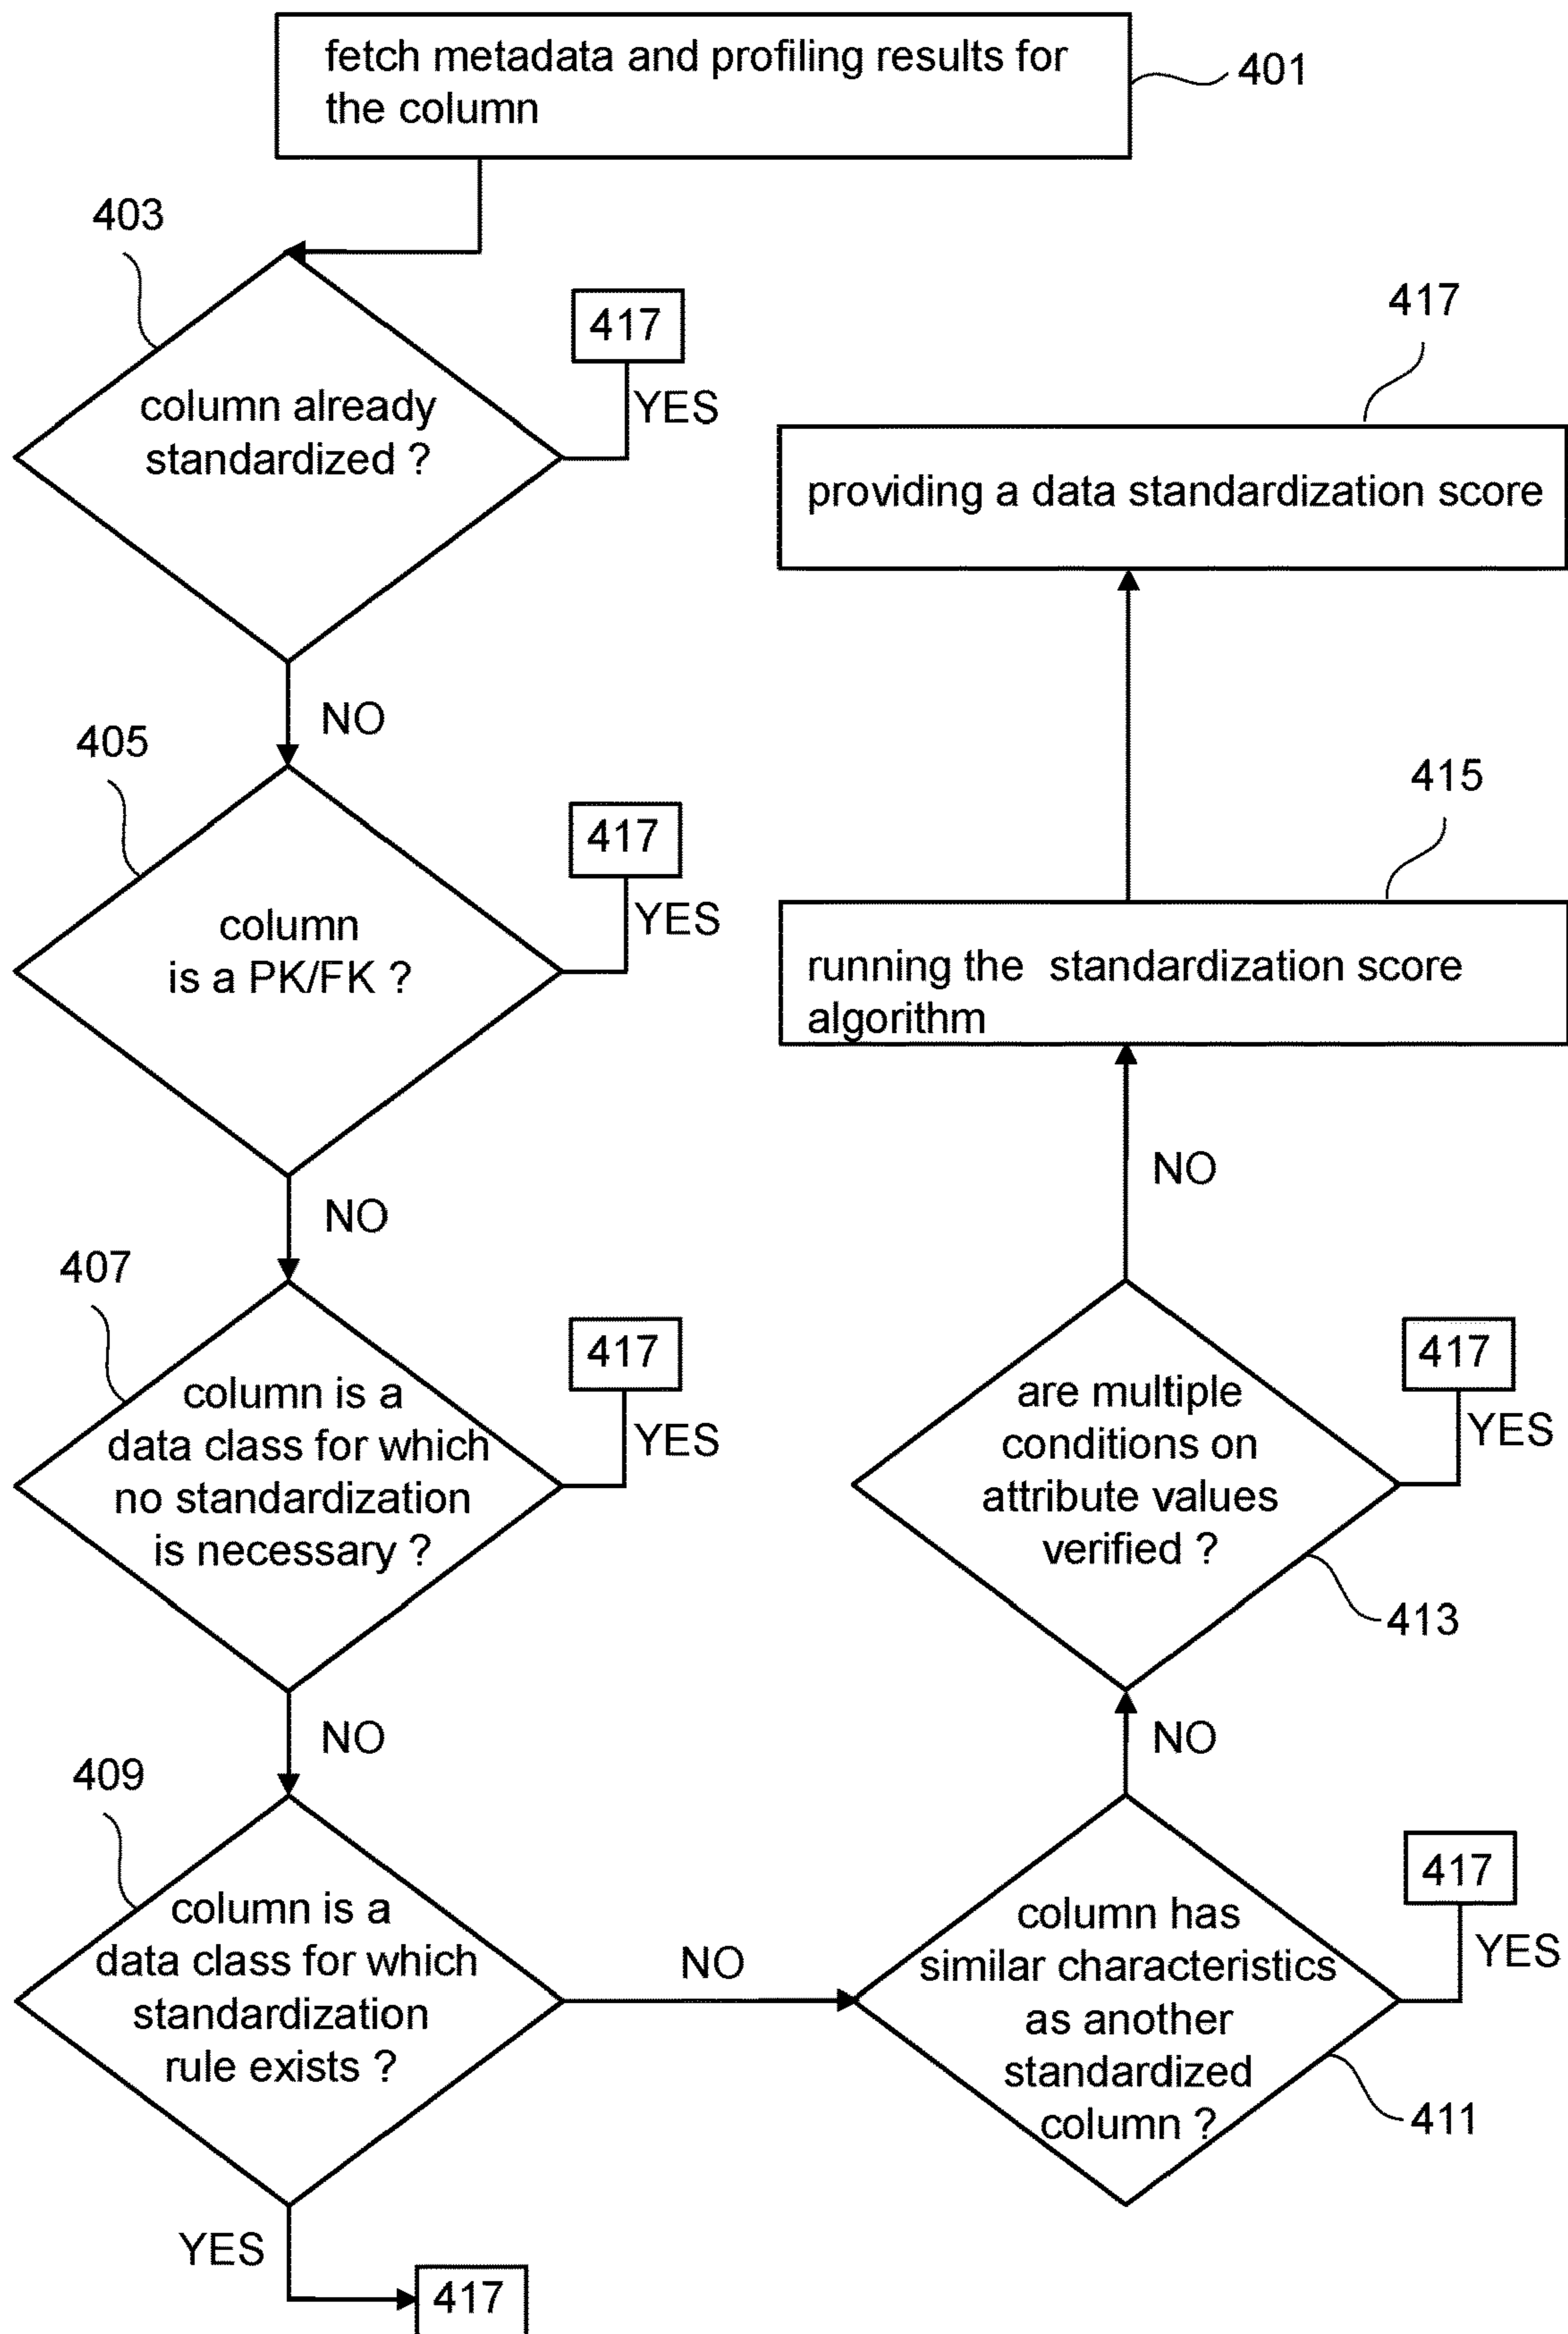 fetch metadata and profiling results for
the column
401
403
column already
standardized ?
417
YES
NO
405
column
is a PK/FK ?
417
YES
NO
407
column is a
data class for which
no standardization
is necessary ?
417
YES
NO
409
column is a
data class for which
standardization
rule exists ?
YES
417
NO
column has
similar characteristics
as another
standardized
column ?
411
417
YES
NO
are multiple
conditions on
attribute values
verified ?
413
417
YES
NO
415
running the standardization score
algorithm
417
providing a data standardization score